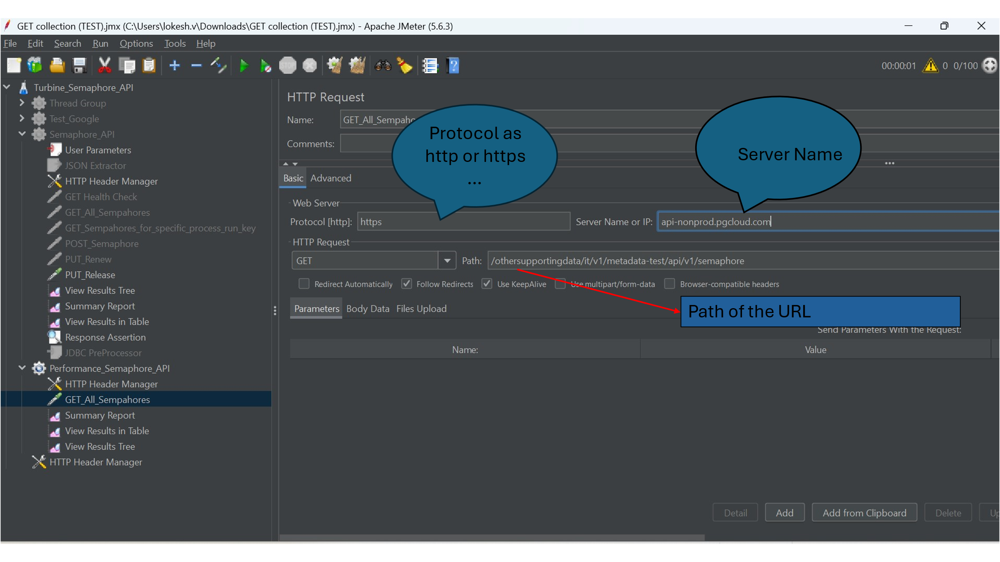 GET collection (TEST).jmx (C:\Users\lokesh.v\Downloads\GET collection (TEST).jmx) - Apache JMeter (5.6.3)
File Edit Search Run Options Tools Help
STOP
?
00:00:01 0 0/100
Turbine_Semaphore_API
Thread Group
Test_Google
Semaphore_API
User Parameters
JSON Extractor
HTTP Header Manager
GET Health Check
GET_All_Sempahores
GET_Sempahores_for_specific_process_run_key
POST_Semaphore
PUT_Renew
PUT_Release
View Results Tree
Summary Report
View Results in Table
Response Assertion
JDBC PreProcessor
Performance_Semaphore_API
HTTP Header Manager
GET_All_Sempahores
Summary Report
View Results in Table
View Results Tree
HTTP Header Manager
HTTP Request
Name: GET_All_Sempaho
Comments:
Protocol as
http or https
...
Server Name
Basic Advanced
Web Server
Protocol [http]: https Server Name or IP: api-nonprod.pgcloud.com
HTTP Request
GET Path: /othersupportingdata/it/v1/metadata-test/api/v1/semaphore
Redirect Automatically Follow Redirects Use KeepAlive Use multipart/form-data Browser-compatible headers
Path of the URL
Parameters Body Data Files Upload
Send Parameters With the Request:
Name: Value
Detail Add Add from Clipboard Delete Up